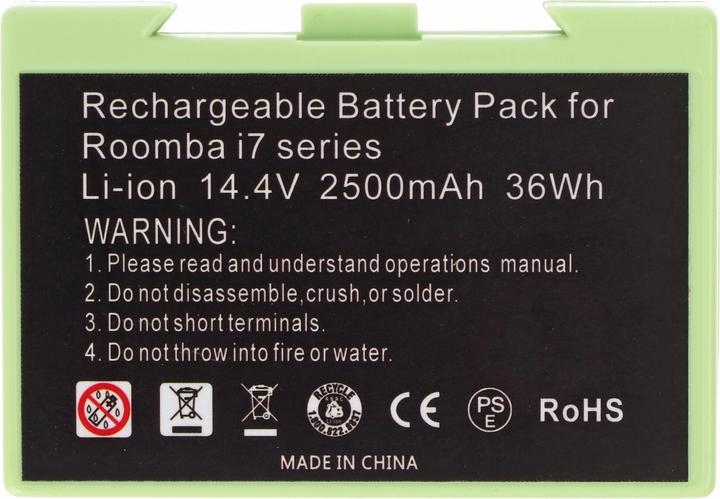 Rechargeable Battery Pack for
Roomba i7 series
Li-ion 14.4V 2500mAh 36Wh
WARNING:
1. Please read and understand operations manual.
2. Do not disassemble,crush,or solder.
3. Do not short terminals.
4. Do not throw into fire or water.
RECYCLE
CE PS E RoHS
MADE IN CHINA